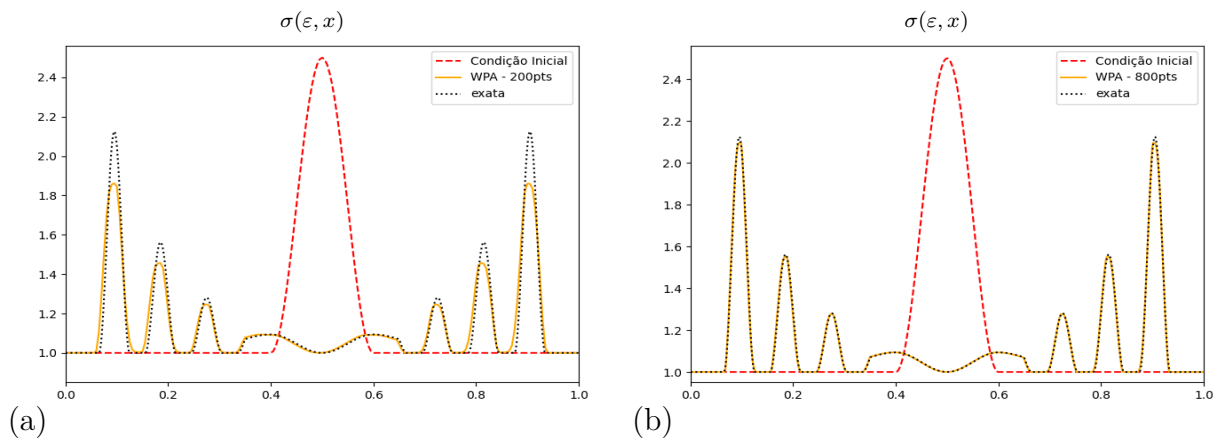 σ(ε, x)
2.4
2.2
2.0
1.8
1.6
1.4
1.2
1.0
0.0 0.2 0.4 0.6 0.8 1.0
Condição Inicial
WPA - 200pts
exata
(a)
σ(ε, x)
2.4
2.2
2.0
1.8
1.6
1.4
1.2
1.0
0.0 0.2 0.4 0.6 0.8 1.0
Condição Inicial
WPA - 800pts
exata
(b)